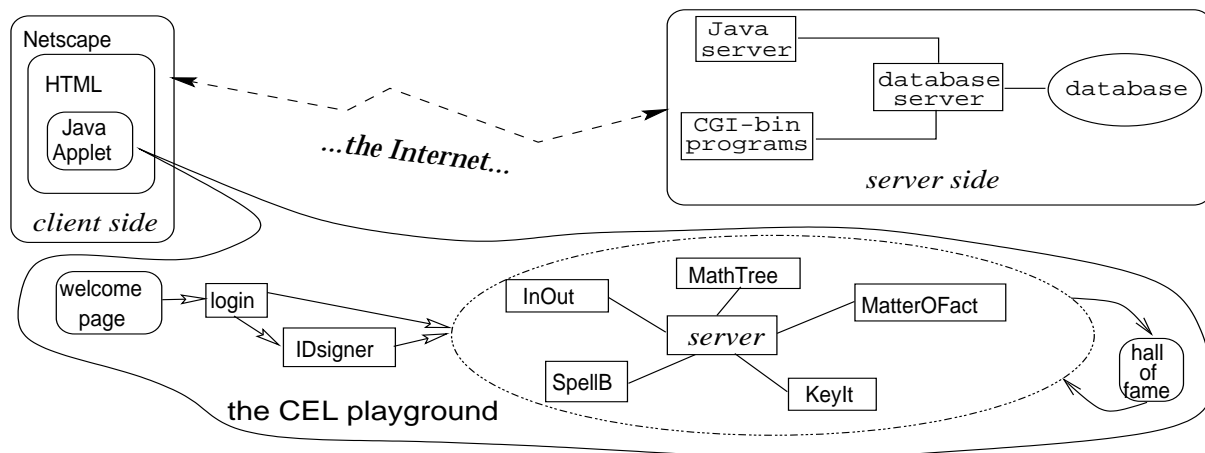 Netscape
HTML
Java
Applet
client side
...the Internet...
Java
server
CGI-bin
programs
database
server
database
server side
welcome
page
login
IDsigner
InOut
MathTree
MatterOFact
server
SpellB
KeyIt
hall
of
fame
the CEL playground